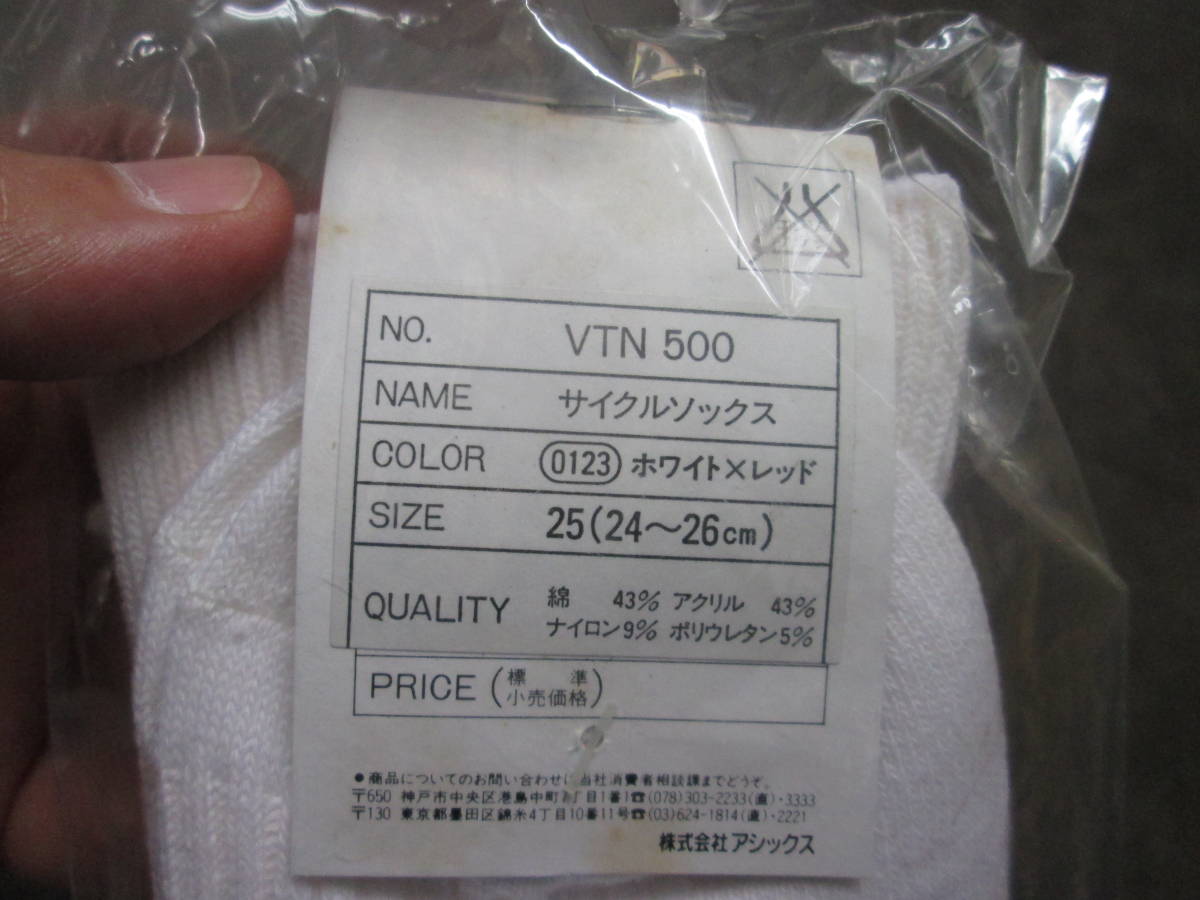 NO. VTN 500
NAME サイクルソックス
COLOR 0123 ホワイト×レッド
SIZE 25(24〜26cm)
QUALITY 綿 43% アクリル 43%
ナイロン9% ポリウレタン5%
PRICE (標準
小売価格)
●商品についてのお問い合わせに当社消費者相談課までどうぞ。
〒650 神戸市中央区港島中町 丁目1番1☎(078)303-2233(直)・3333
〒130 東京都墨田区錦糸4丁目10番11号☎(03)624-1814(直)・2221
株式会社アシックス